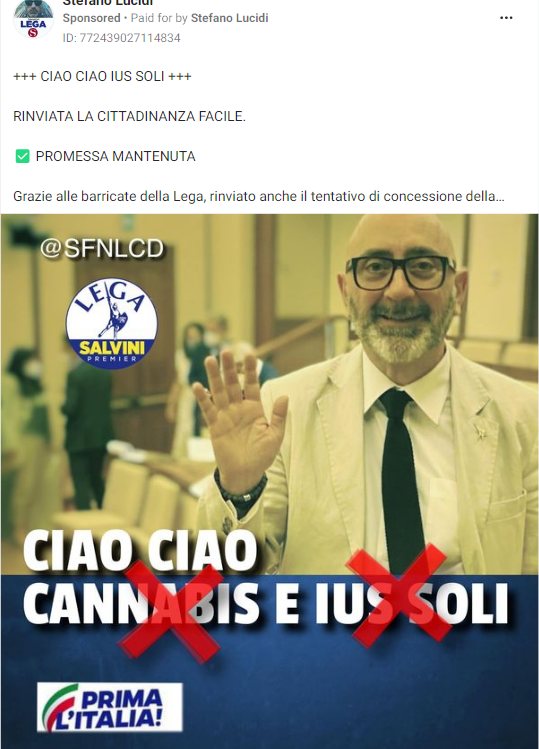 Stefano Lucidi
LEGA
S
Sponsored • Paid for by Stefano Lucidi
ID: 772439027114834
+++ CIAO CIAO IUS SOLI +++
RINVIATA LA CITTADINANZA FACILE.
✅ PROMESSA MANTENUTA
Grazie alle barricate della Lega, rinviato anche il tentativo di concessione della...
@SFNLCD
LEGA
SALVINI
PREMIER
CIAO CIAO
CANNABIS E IUS SOLI
PRIMA
L'ITALIA!